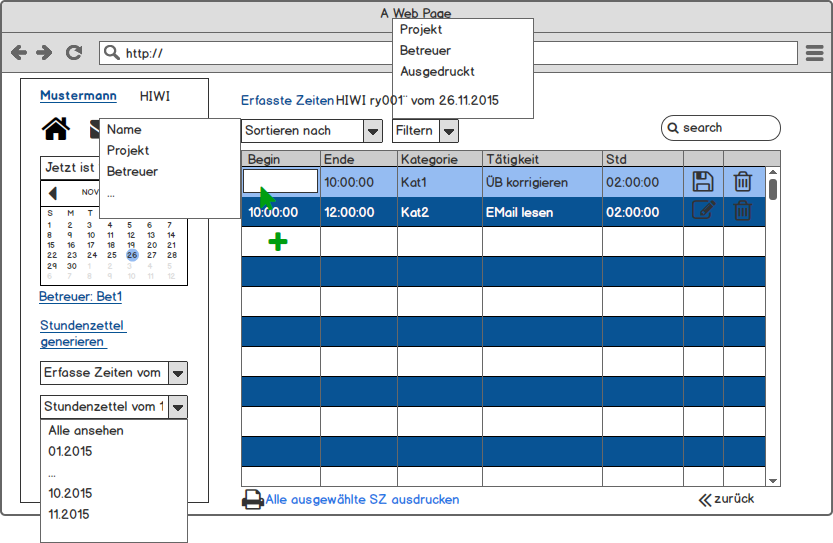 A Web Page
http://
Projekt
Betreuer
Ausgedruckt
Mustermann
HIWI
Name
Projekt
Betreuer
...
Jetzt ist
NOV
S M T
1 2 3 4 5 6 7
8 9 10 11 12 13 14
15 16 17 18 19 20 21
22 23 24 25 26 27 28
29 30 1 2 3 4 5
6 7 8 9 10 11 12
Betreuer: Bet1
Stundenzettel
generieren
Erfasse Zeiten vom
Stundenzettel vom 1
Alle ansehen
01.2015
...
10.2015
11.2015
Erfasste Zeiten HIWI ry001¨ vom 26.11.2015
Sortieren nach
Filtern
search
Begin Ende Kategorie Tätigkeit Std
10:00:00 Kat1 ÜB korrigieren 02:00:00
10:00:00 12:00:00 Kat2 EMail lesen 02:00:00
Alle ausgewählte SZ ausdrucken
zurück